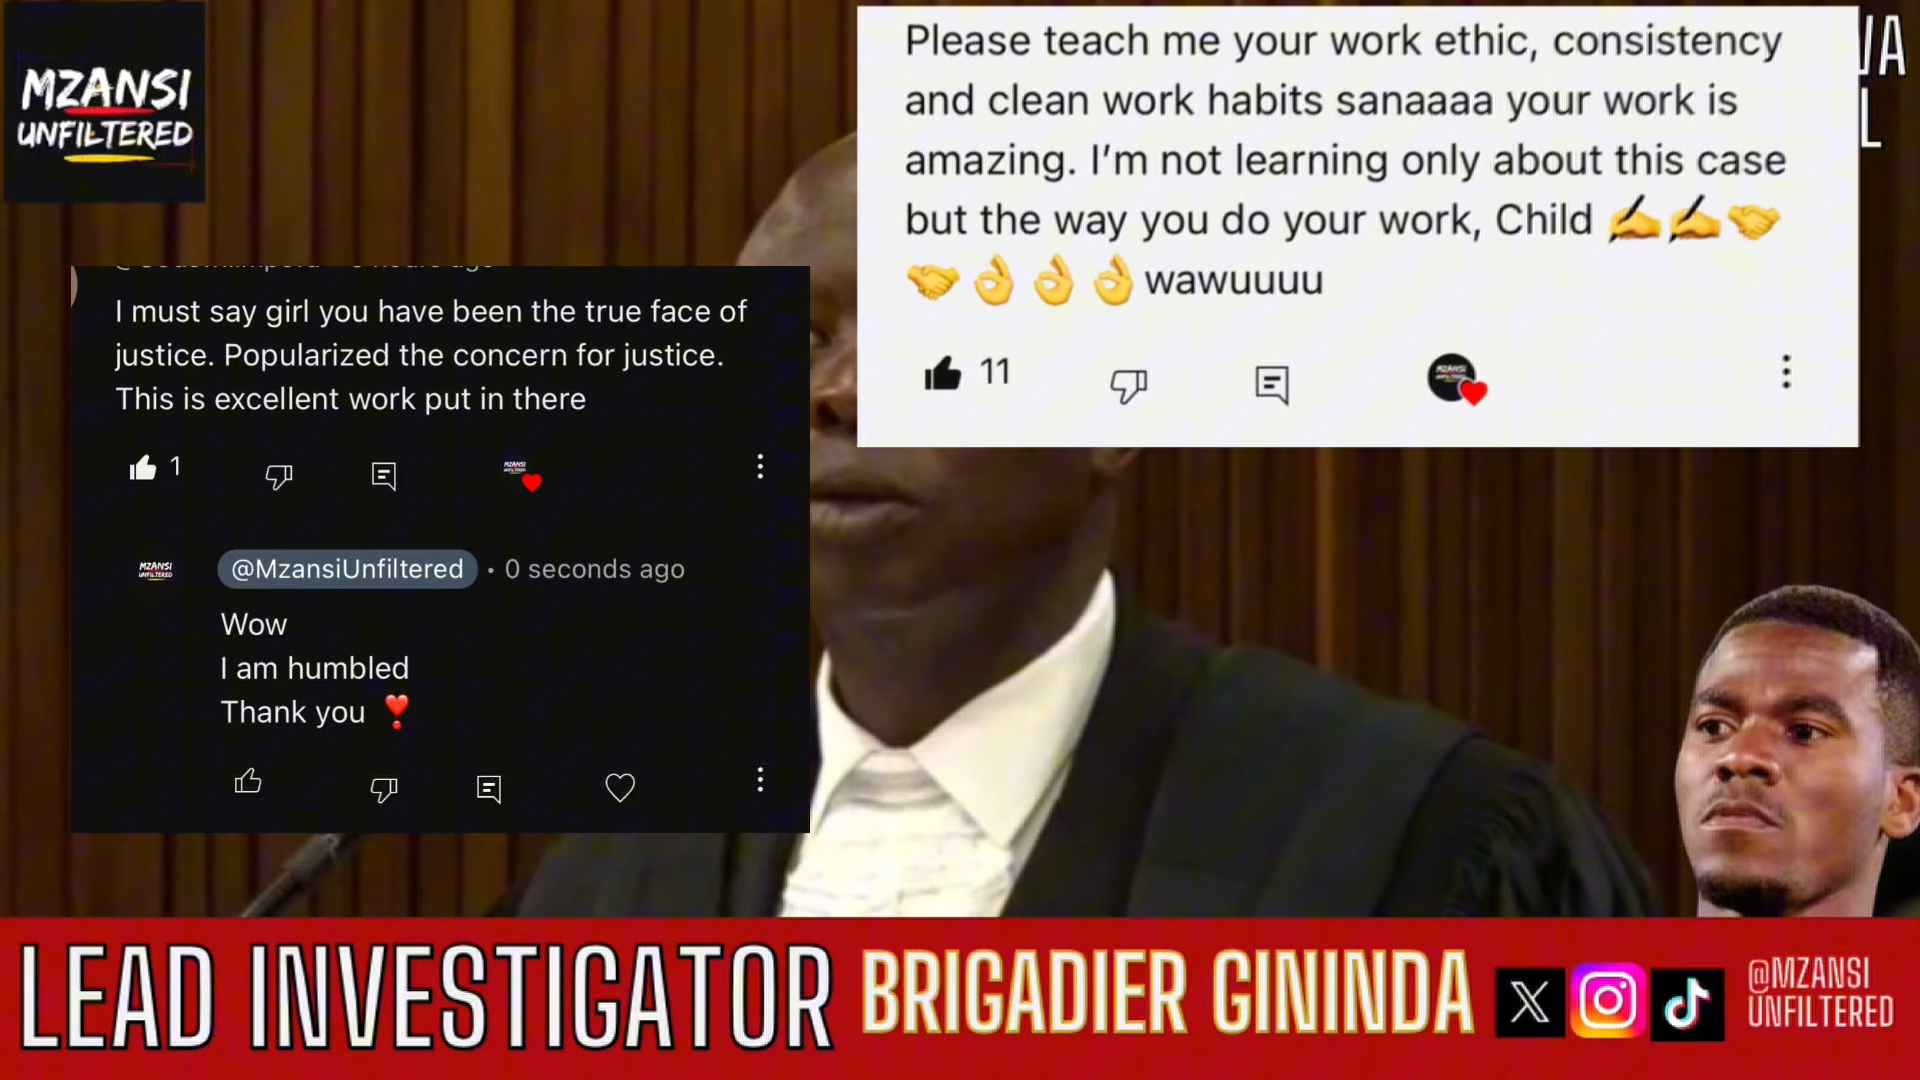 MZANSI
UNFILTERED
Please teach me your work ethic, consistency
and clean work habits sanaaaa your work is
amazing. I'm not learning only about this case
but the way you do your work, Child ✍️✍️🤝
🤝👌👌👌wawuuuu
11
I must say girl you have been the true face of
justice. Popularized the concern for justice.
This is excellent work put in there
1
@MzansiUnfiltered • 0 seconds ago
Wow
I am humbled
Thank you ❣️
LEAD INVESTIGATOR BRIGADIER GININDA
@MZANSI
UNFILTERED